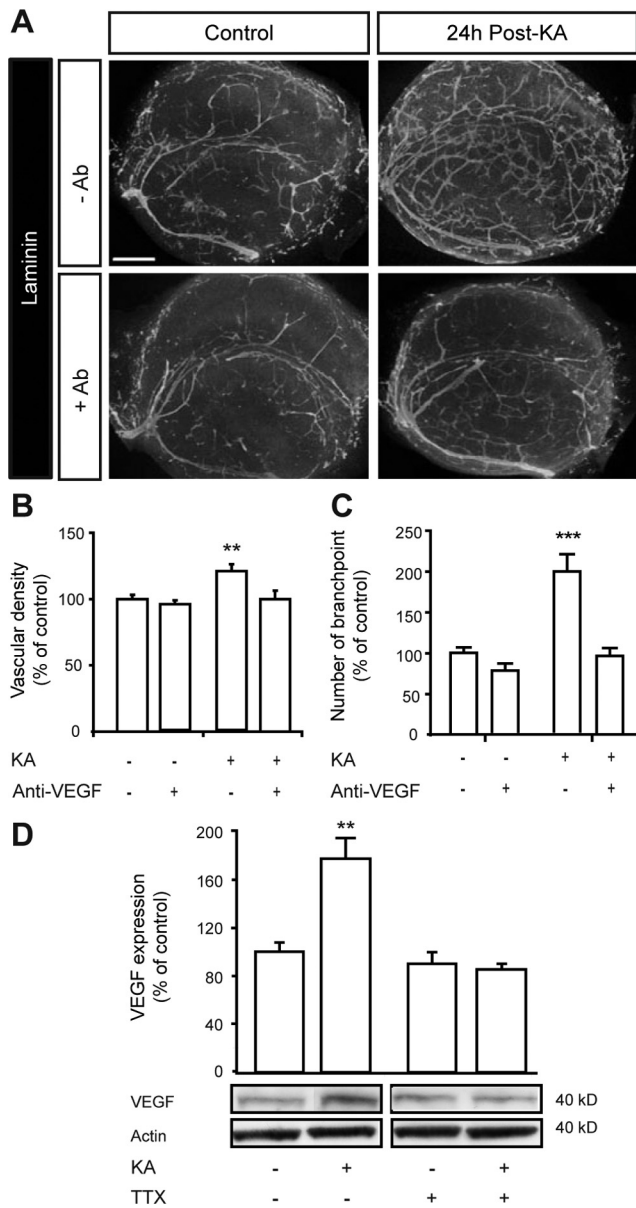 A
Control
24h Post-KA
Laminin
- Ab
+ Ab
B
Vascular density
(% of control)
150
100
50
0
**
KA - - + +
Anti-VEGF - + - +
C
Number of branchpoint
(% of control)
250
200
150
100
50
0
***
KA - - + +
Anti-VEGF - + - +
D
VEGF expression
(% of control)
200
160
120
80
40
0
**
VEGF 40 kD
Actin 40 kD
KA - + - +
TTX - - + +